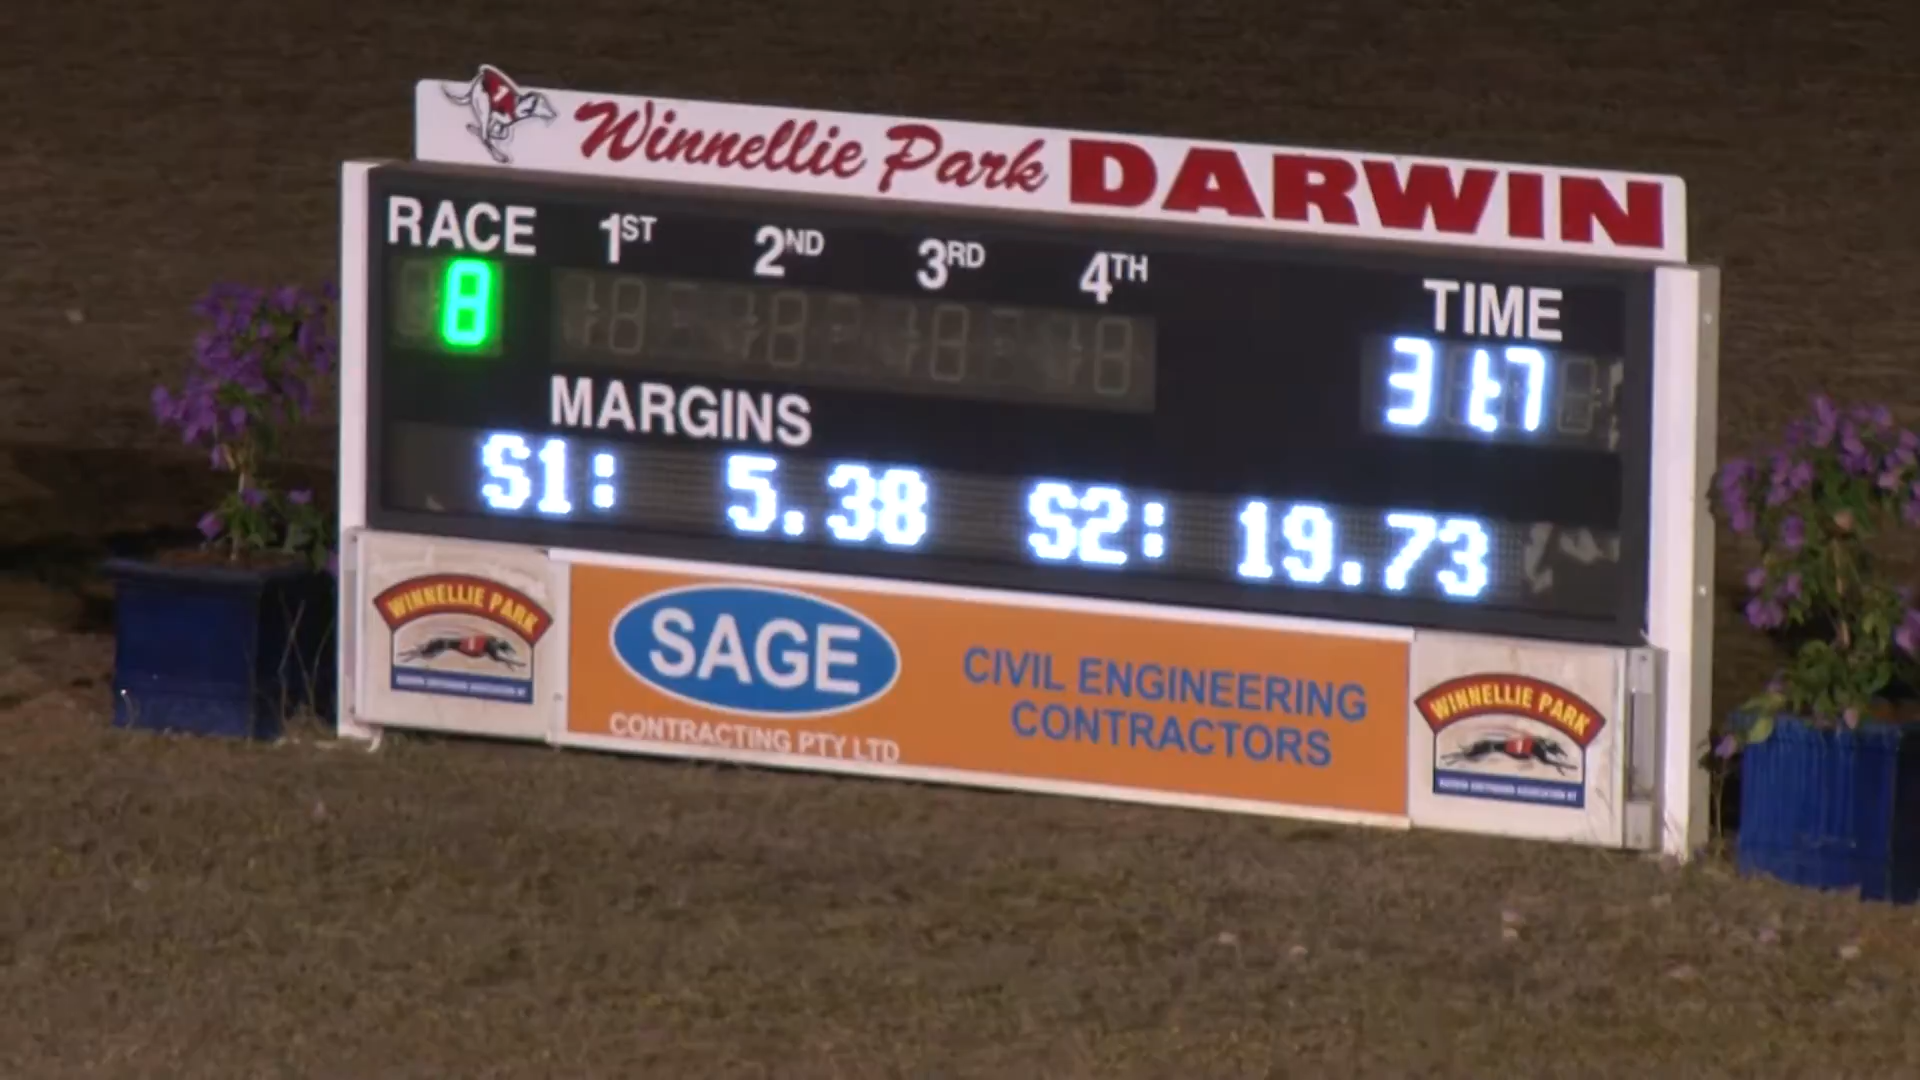 Winnellie Park DARWIN
RACE 1ST 2ND 3RD 4TH TIME
8
MARGINS
S1: 5.38 S2: 19.73
WINNELLIE PARK
SAGE
CONTRACTING PTY LTD
CIVIL ENGINEERING
CONTRACTORS
WINNELLIE PARK